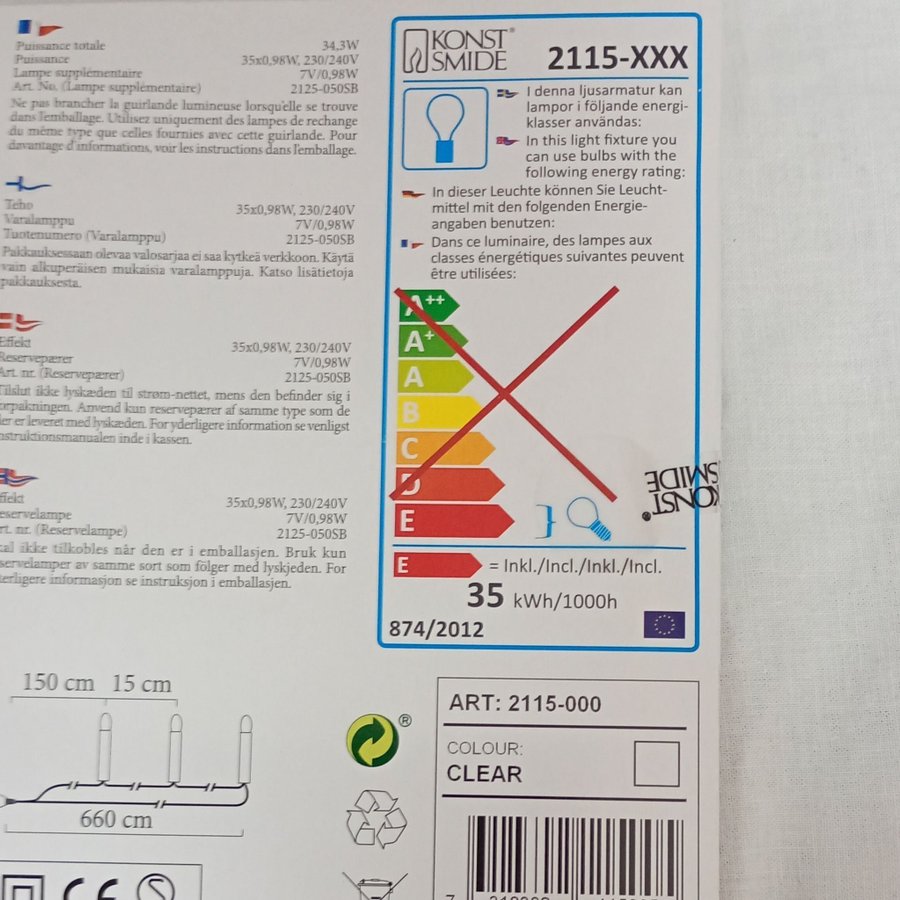 Puissance totale 34,3W
Puissance 35x0,98W, 230/240V
Lampe supplémentaire 7V/0,98W
Art. No. (Lampe supplémentaire) 2125-050SB
Ne pas brancher la guirlande lumineuse lorsqu'elle se trouve
dans l'emballage. Utilisez uniquement des lampes de rechange
du même type que celles fournies avec cette guirlande. Pour
davantage d'informations, voir les instructions dans l'emballage.
Teho 35x0,98W, 230/240V
Varalamppu 7V/0,98W
Tuotenumero (Varalamppu) 2125-050SB
Pakkauksessaan olevaa valosarjaa ei saa kytkeä verkkoon. Käytä
vain alkuperäisen mukaisia varalamppuja. Katso lisätietoja
pakkauksesta.
Effekt 35x0,98W, 230/240V
Reservepærer 7V/0,98W
Art. nr. (Reservepærer) 2125-050SB
Tilslut ikke lyskæden til strøm-nettet, mens den befinder sig i
orpakningen. Anvend kun reservepærer af samme type som de
der er leveret med lyskæden. For yderligere information se venligst
nstruktionsmanualen inde i kassen.
ffekt 35x0,98W, 230/240V
eservelampe 7V/0,98W
rt. nr. (Reservelampe) 2125-050SB
al ikke tilkobles når den er i emballasjen. Bruk kun
servelamper av samme sort som følger med lyskjeden. For
erligere informasjon se instruksjon i emballasjen.
150 cm 15 cm
660 cm
CE S
KONST® SMIDE 2115-XXX
I denna ljusarmatur kan
lampor i följande energi-
klasser användas:
In this light fixture you
can use bulbs with the
following energy rating:
In dieser Leuchte können Sie Leucht-
mittel mit den folgenden Energie-
angaben benutzen:
Dans ce luminaire, des lampes aux
classes énergétiques suivantes peuvent
être utilisées:
A++
A+
A
B
C
D
E
KONST®
SMIDE
E = Inkl./Incl./Inkl./Incl.
35 kWh/1000h
874/2012
®
ART: 2115-000
COLOUR:
CLEAR